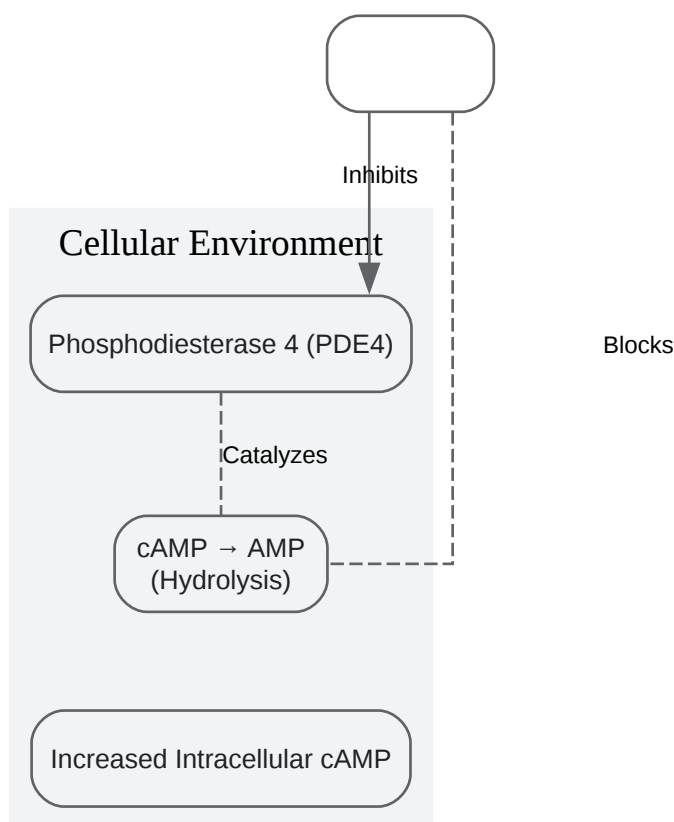 Inhibits
Cellular Environment
Phosphodiesterase 4 (PDE4)
Blocks
Catalyzes
cAMP → AMP
(Hydrolysis)
Increased Intracellular cAMP